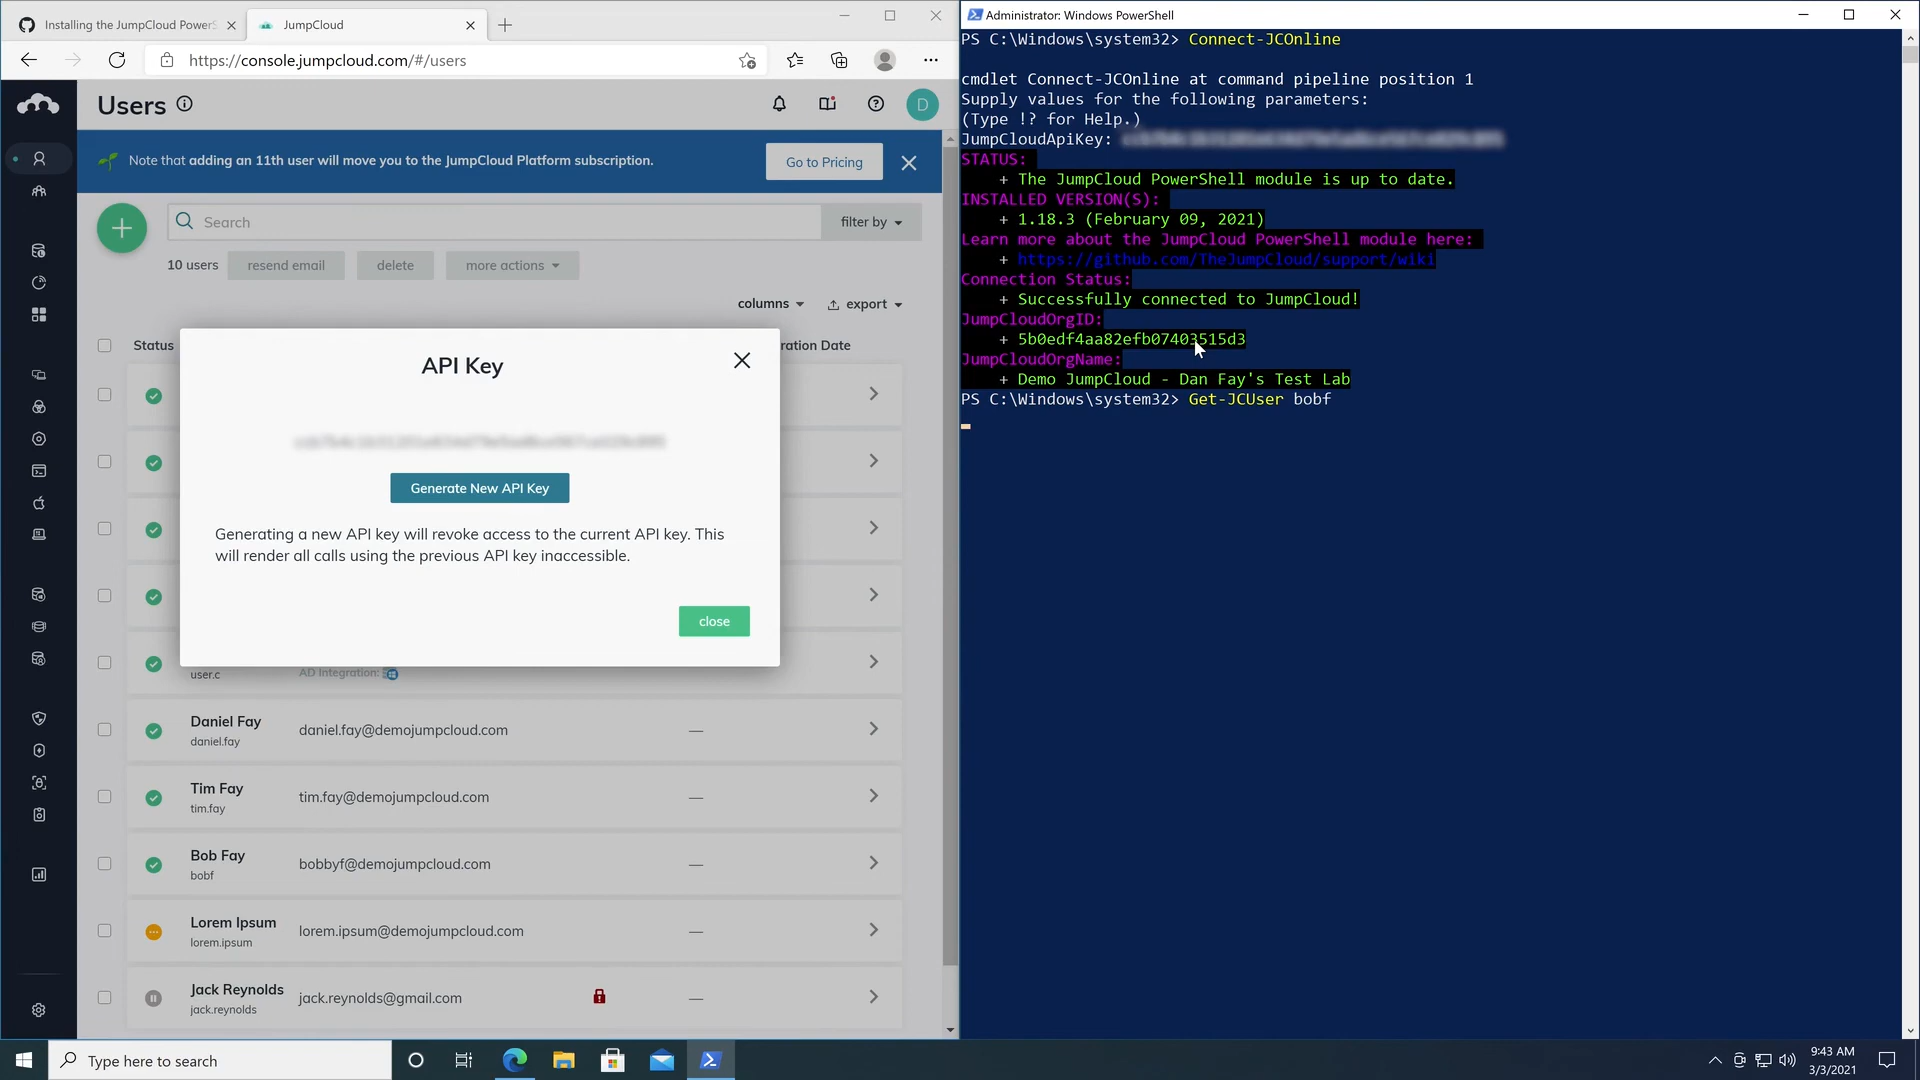 Installing the JumpCloud PowerS
JumpCloud
https://console.jumpcloud.com/#/users
Users
D
Note that adding an 11th user will move you to the JumpCloud Platform subscription.
Go to Pricing
Search
filter by
10 users
resend email
delete
more actions
columns
export
Status
ration Date
API Key
Generate New API Key
Generating a new API key will revoke access to the current API key. This
will render all calls using the previous API key inaccessible.
close
user.c
AD Integration:
Daniel Fay
daniel.fay
daniel.fay@demojumpcloud.com
—
Tim Fay
tim.fay
tim.fay@demojumpcloud.com
—
Bob Fay
bobf
bobbyf@demojumpcloud.com
—
Lorem Ipsum
lorem.ipsum
lorem.ipsum@demojumpcloud.com
—
Jack Reynolds
jack.reynolds
jack.reynolds@gmail.com
—
Administrator: Windows PowerShell
PS C:\Windows\system32> Connect-JCOnline
cmdlet Connect-JCOnline at command pipeline position 1
Supply values for the following parameters:
(Type !? for Help.)
JumpCloudApiKey:
STATUS:
+ The JumpCloud PowerShell module is up to date.
INSTALLED VERSION(S):
+ 1.18.3 (February 09, 2021)
Learn more about the JumpCloud PowerShell module here:
+ https://github.com/TheJumpCloud/support/wiki
Connection Status:
+ Successfully connected to JumpCloud!
JumpCloudOrgID:
+ 5b0edf4aa82efb07403515d3
JumpCloudOrgName:
+ Demo JumpCloud - Dan Fay's Test Lab
PS C:\Windows\system32> Get-JCUser bobf
Type here to search
9:43 AM
3/3/2021